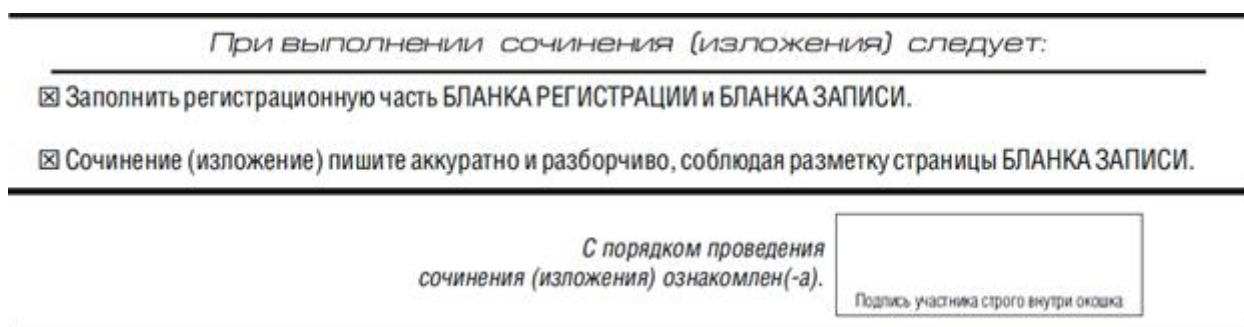 При выполнении сочинения (изложения) следует:
☒ Заполнить регистрационную часть БЛАНКА РЕГИСТРАЦИИ и БЛАНКА ЗАПИСИ.
☒ Сочинение (изложение) пишите аккуратно и разборчиво, соблюдая разметку страницы БЛАНКА ЗАПИСИ.
С порядком проведения
сочинения (изложения) ознакомлен(-а).
Подпись участника строго внутри окошка